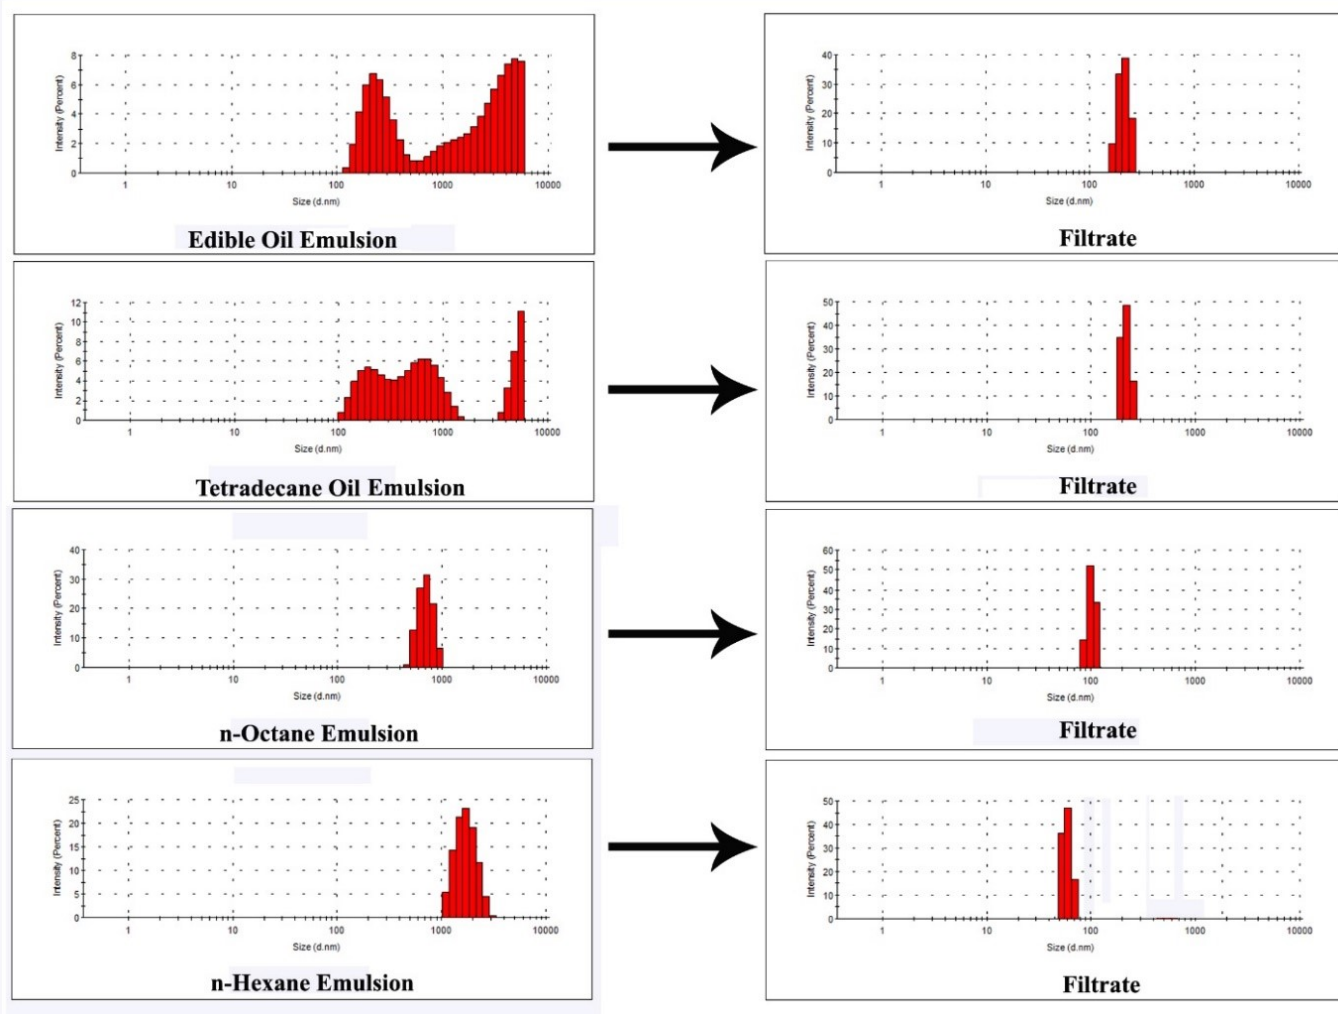 8
6
4
2
0
Intensity (Percent)
1 10 100 1000 10000
Size (d.nm)
Edible Oil Emulsion
40
30
20
10
0
Intensity (Percent)
1 10 100 1000 10000
Size (d.nm)
Filtrate
12
10
8
6
4
2
0
Intensity (Percent)
1 10 100 1000 10000
Size (d.nm)
Tetradecane Oil Emulsion
50
40
30
20
10
0
Intensity (Percent)
1 10 100 1000 10000
Size (d.nm)
Filtrate
40
30
20
10
0
Intensity (Percent)
1 10 100 1000 10000
Size (d.nm)
n-Octane Emulsion
60
50
40
30
20
10
0
Intensity (Percent)
1 10 100 1000 10000
Size (d.nm)
Filtrate
25
20
15
10
5
0
Intensity (Percent)
1 10 100 1000 10000
Size (d.nm)
n-Hexane Emulsion
50
40
30
20
10
0
Intensity (Percent)
1 10 100 1000 10000
Size (d.nm)
Filtrate